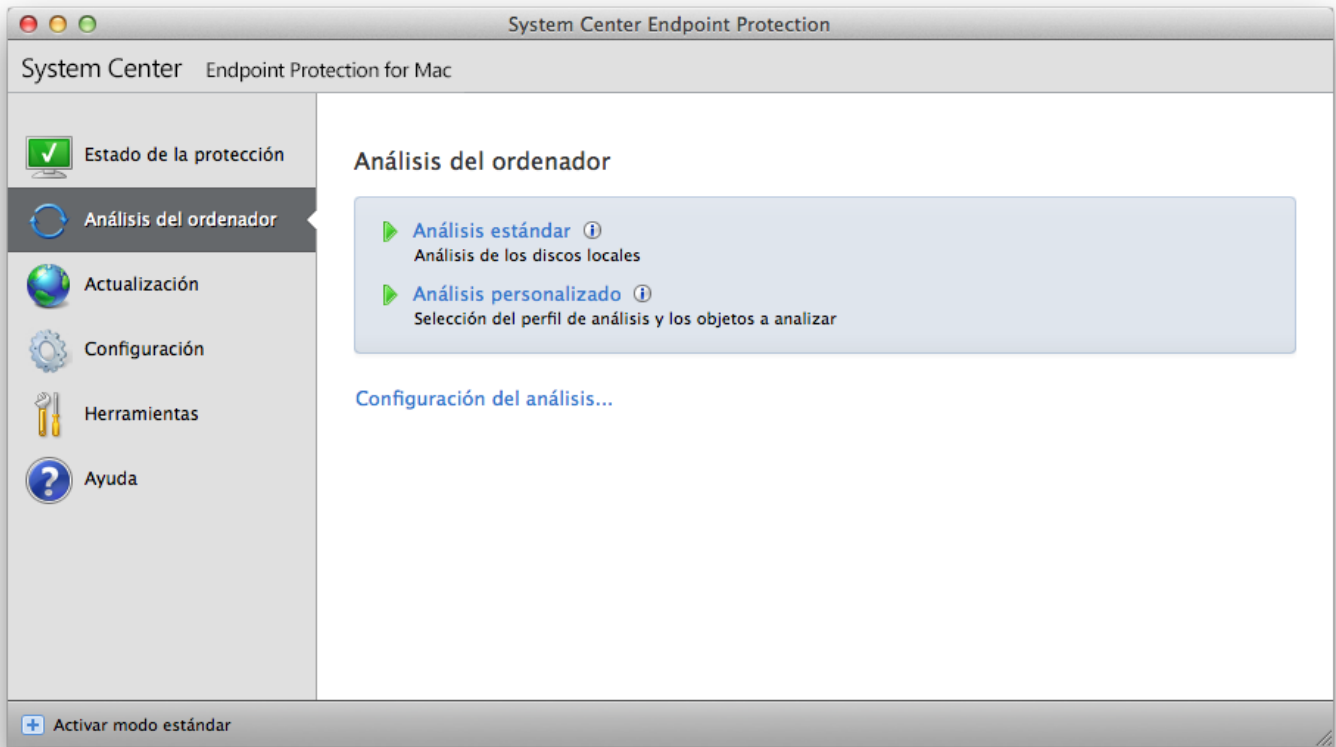 System Center Endpoint Protection
System Center Endpoint Protection for Mac
Estado de la protección
Análisis del ordenador
Actualización
Configuración
Herramientas
Ayuda
Análisis del ordenador
Análisis estándar
Análisis de los discos locales
Análisis personalizado
Selección del perfil de análisis y los objetos a analizar
Configuración del análisis...
Activar modo estándar